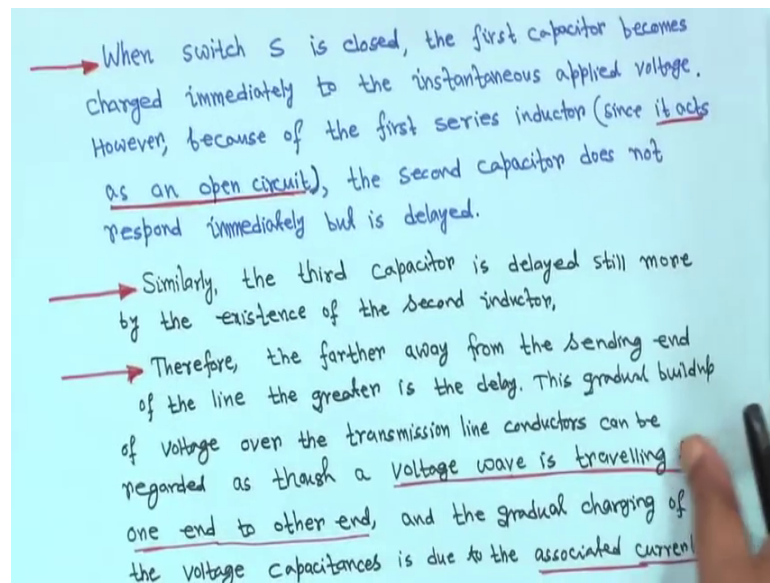 When switch S is closed, the first capacitor becomes
charged immediately to the instantaneous applied voltage.
However, because of the first series inductor (since it acts
as an open circuit), the second capacitor does not
respond immediately but is delayed.
Similarly, the third capacitor is delayed still more
by the existence of the second inductor,
Therefore, the farther away from the sending end
of the line the greater is the delay. This gradual buildup
of voltage over the transmission line conductors can be
regarded as though a voltage wave is travelling
one end to other end, and the gradual charging of
the voltage capacitances is due to the associated current